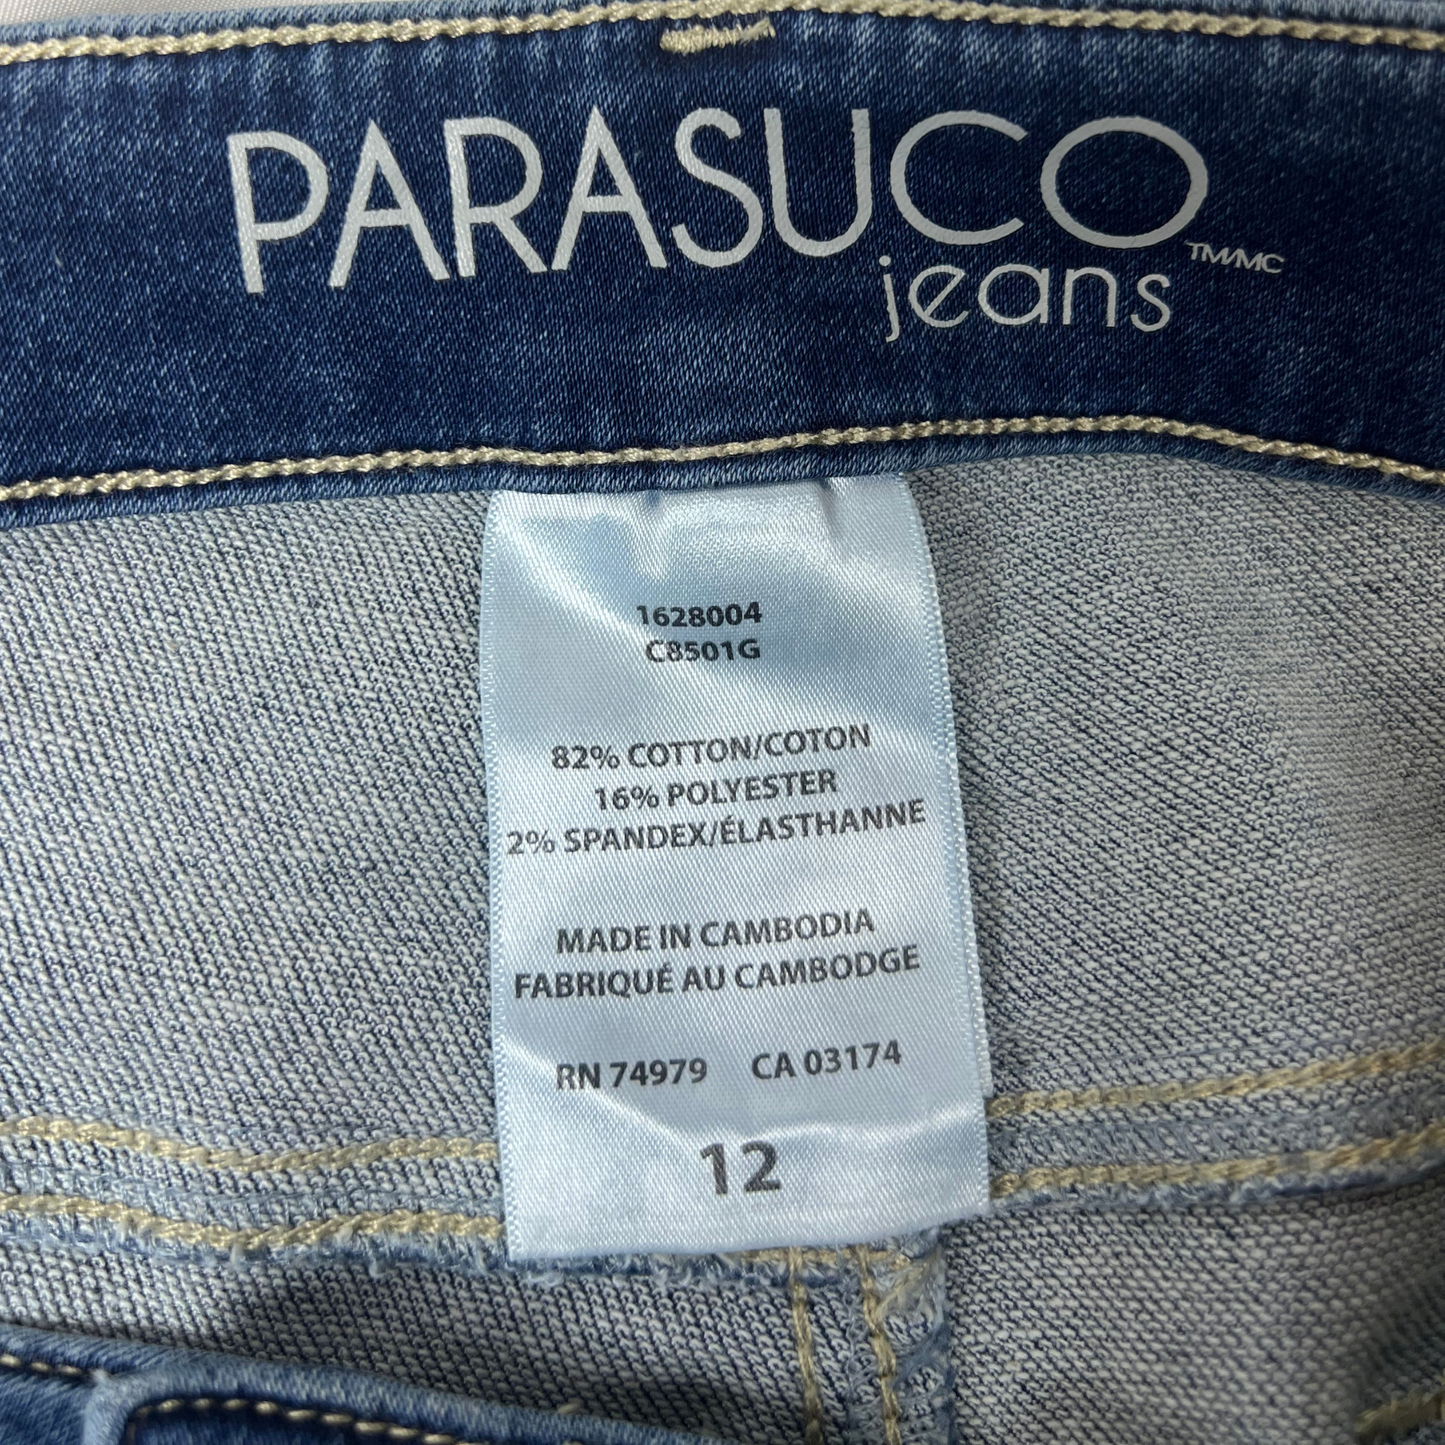 PARASUCO
jeans TM/MC
1628004
C8501G
82% COTTON/COTON
16% POLYESTER
2% SPANDEX/ÉLASTHANNE
MADE IN CAMBODIA
FABRIQUÉ AU CAMBODGE
RN 74979 CA 03174
12